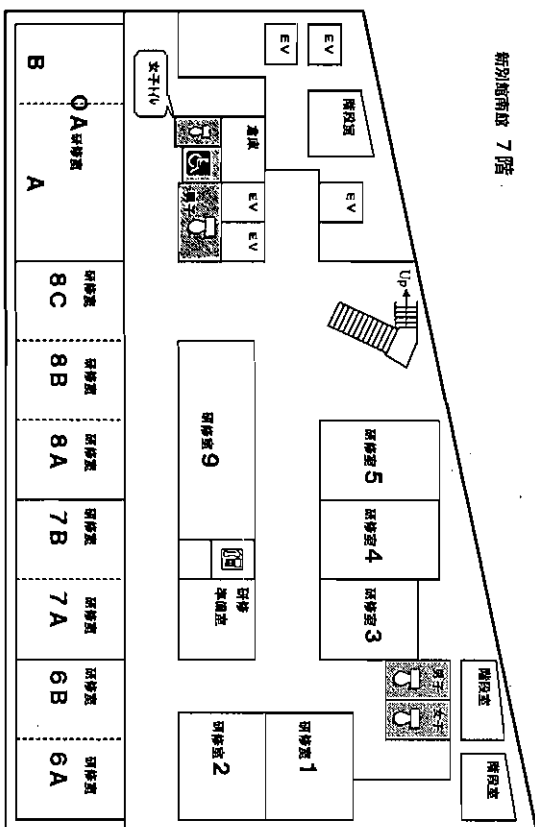 新別館南館 7階
EV
EV
階段室
倉庫
女子トイレ
男子
EV
EV
EV
Up
OA研修室
B
A
研修室 8C
研修室 8B
研修室 8A
研修室 7B
研修室 7A
研修室 6B
研修室 6A
研修室 9
研修準備室
研修室 5
研修室 4
研修室 3
男子
女子
階段室
階段室
研修室 1
研修室 2